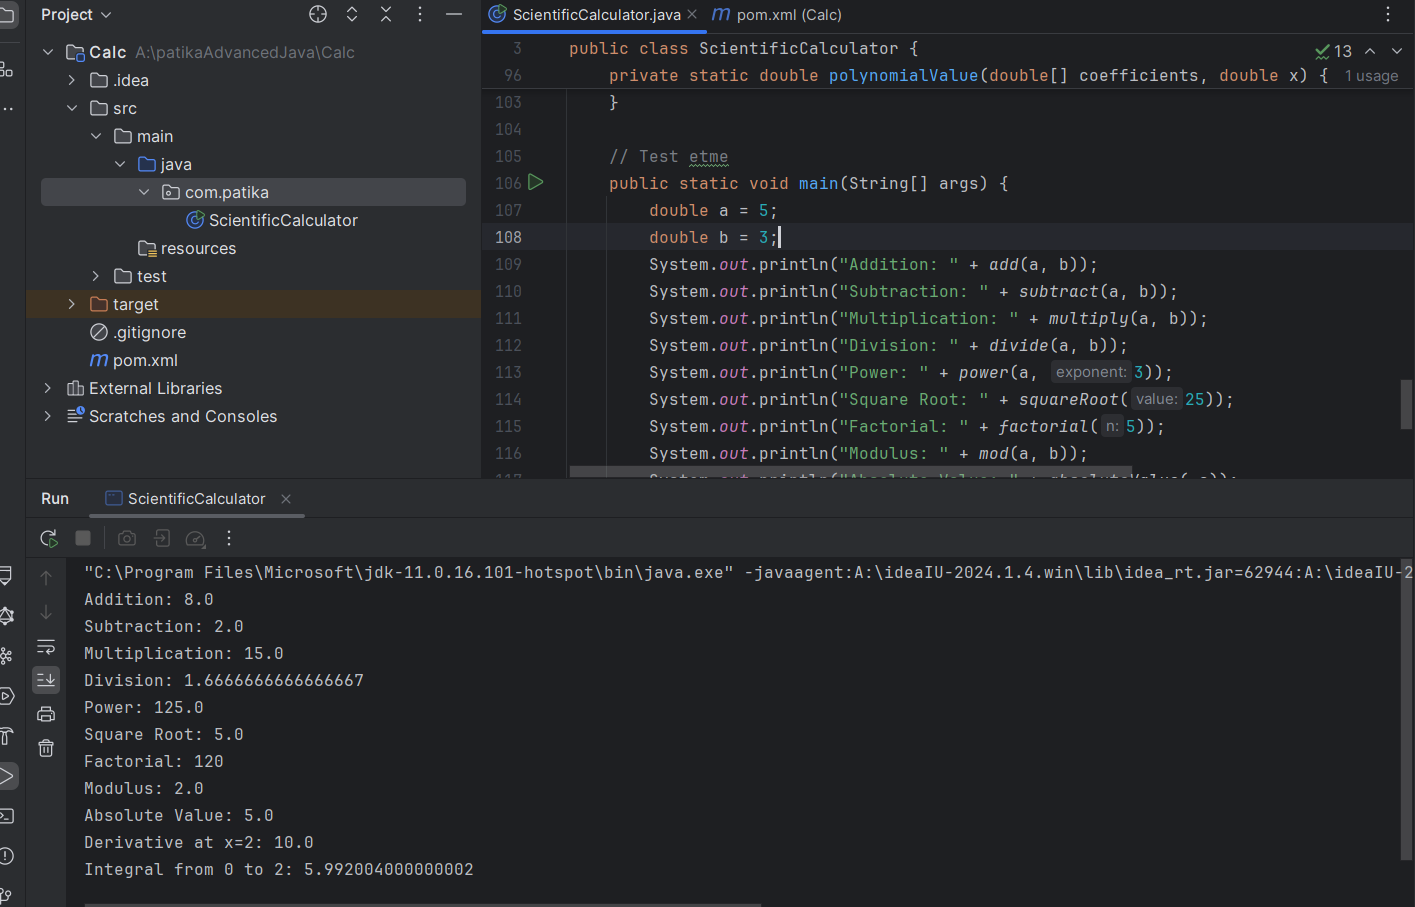 Project
Calc A:\patikaAdvancedJava\Calc
.idea
src
main
java
com.patika
ScientificCalculator
resources
test
target
.gitignore
pom.xml
External Libraries
Scratches and Consoles
ScientificCalculator.java
pom.xml (Calc)
13
3 public class ScientificCalculator {
96 private static double polynomialValue(double[] coefficients, double x) { 1 usage
103 }
104
105 // Test etme
106 public static void main(String[] args) {
107 double a = 5;
108 double b = 3;
109 System.out.println("Addition: " + add(a, b));
110 System.out.println("Subtraction: " + subtract(a, b));
111 System.out.println("Multiplication: " + multiply(a, b));
112 System.out.println("Division: " + divide(a, b));
113 System.out.println("Power: " + power(a, exponent: 3));
114 System.out.println("Square Root: " + squareRoot( value: 25));
115 System.out.println("Factorial: " + factorial( n: 5));
116 System.out.println("Modulus: " + mod(a, b));
Run
ScientificCalculator
"C:\Program Files\Microsoft\jdk-11.0.16.101-hotspot\bin\java.exe" -javaagent:A:\ideaIU-2024.1.4.win\lib\idea_rt.jar=62944:A:\ideaIU-2
Addition: 8.0
Subtraction: 2.0
Multiplication: 15.0
Division: 1.6666666666666667
Power: 125.0
Square Root: 5.0
Factorial: 120
Modulus: 2.0
Absolute Value: 5.0
Derivative at x=2: 10.0
Integral from 0 to 2: 5.992004000000002